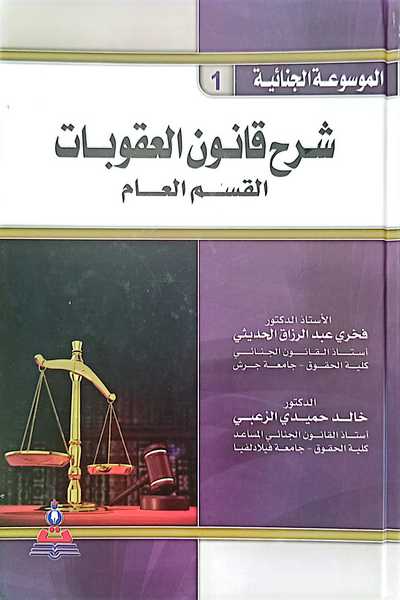 الموسوعة الجنائية 1
شرح قانون العقوبات
القسم العام
الأستاذ الدكتور
فخري عبد الرزاق الحديثي
أستاذ القانون الجنائي
كلية الحقوق - جامعة جرش
الدكتور
خالد حميدي الزعبي
أستاذ القانون الجنائي المساعد
كلية الحقوق - جامعة فيلادلفيا